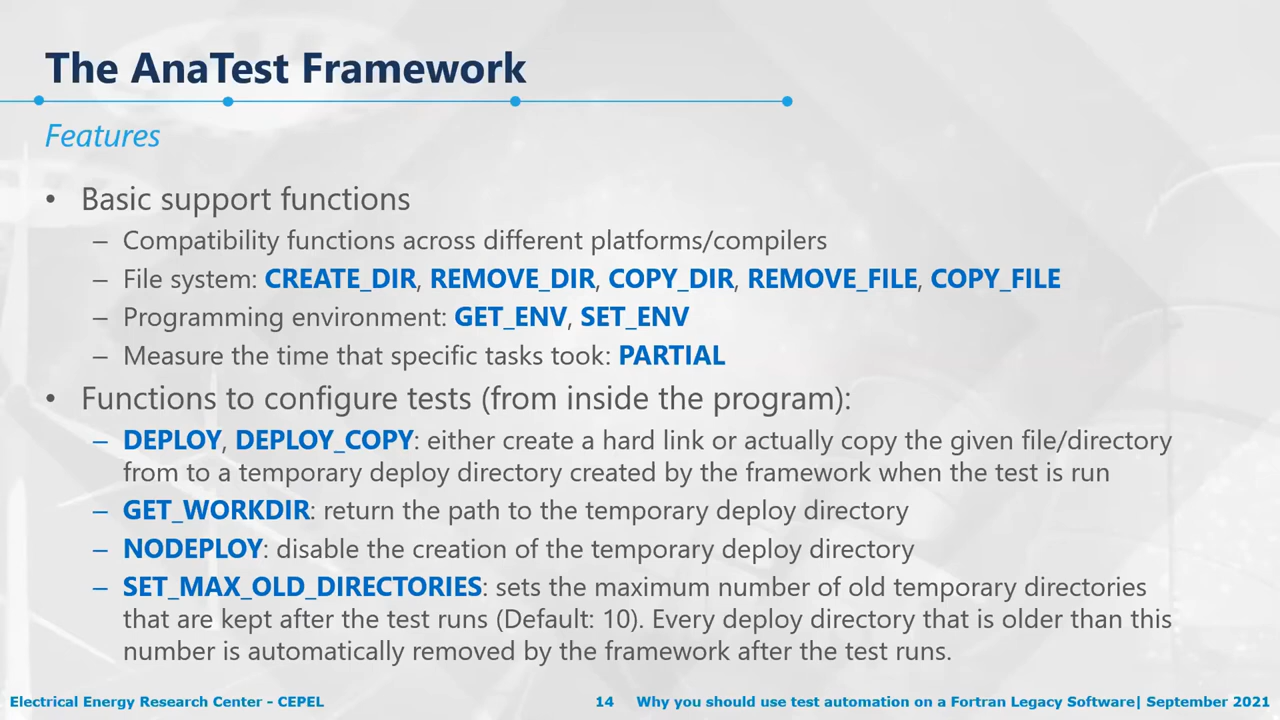 The AnaTest Framework
Features
• Basic support functions
– Compatibility functions across different platforms/compilers
– File system: CREATE_DIR, REMOVE_DIR, COPY_DIR, REMOVE_FILE, COPY_FILE
– Programming environment: GET_ENV, SET_ENV
– Measure the time that specific tasks took: PARTIAL
• Functions to configure tests (from inside the program):
– DEPLOY, DEPLOY_COPY: either create a hard link or actually copy the given file/directory
from to a temporary deploy directory created by the framework when the test is run
– GET_WORKDIR: return the path to the temporary deploy directory
– NODEPLOY: disable the creation of the temporary deploy directory
– SET_MAX_OLD_DIRECTORIES: sets the maximum number of old temporary directories
that are kept after the test runs (Default: 10). Every deploy directory that is older than this
number is automatically removed by the framework after the test runs.
Electrical Energy Research Center - CEPEL 14 Why you should use test automation on a Fortran Legacy Software| September 2021